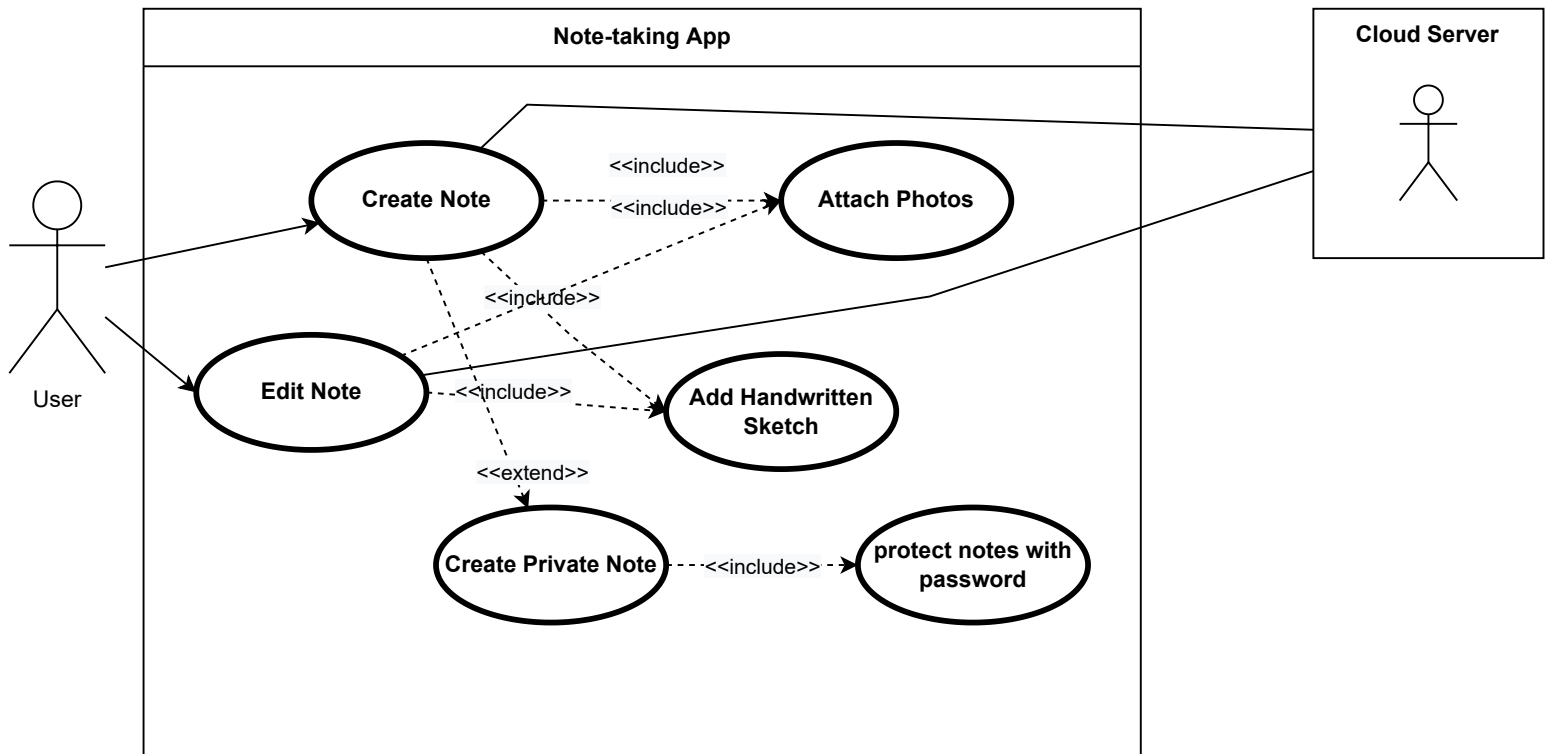 Note-taking App
Cloud Server
<<include>>
Create Note
Attach Photos
<<include>>
<<include>>
User
Edit Note
<<include>>
Add Handwritten
Sketch
<<extend>>
Create Private Note
<<include>>
protect notes with
password